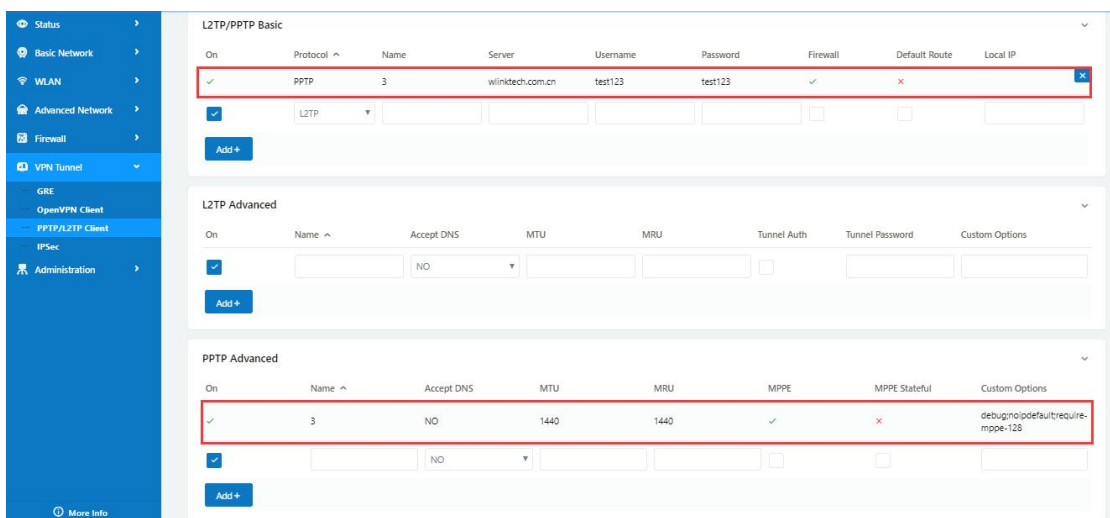 Status
Basic Network
WLAN
Advanced Network
Firewall
VPN Tunnel
GRE
OpenVPN Client
PPTP/L2TP Client
IPSec
Administration
More Info
L2TP/PPTP Basic
On Protocol Name Server Username Password Firewall Default Route Local IP
PPTP 3 wlinktech.com.cn test123 test123
L2TP
Add+
L2TP Advanced
On Name Accept DNS MTU MRU Tunnel Auth Tunnel Password Custom Options
NO
Add+
PPTP Advanced
On Name Accept DNS MTU MRU MPPE MPPE Stateful Custom Options
3 NO 1440 1440 debug;noipdefault;require-
mppe-128
NO
Add+